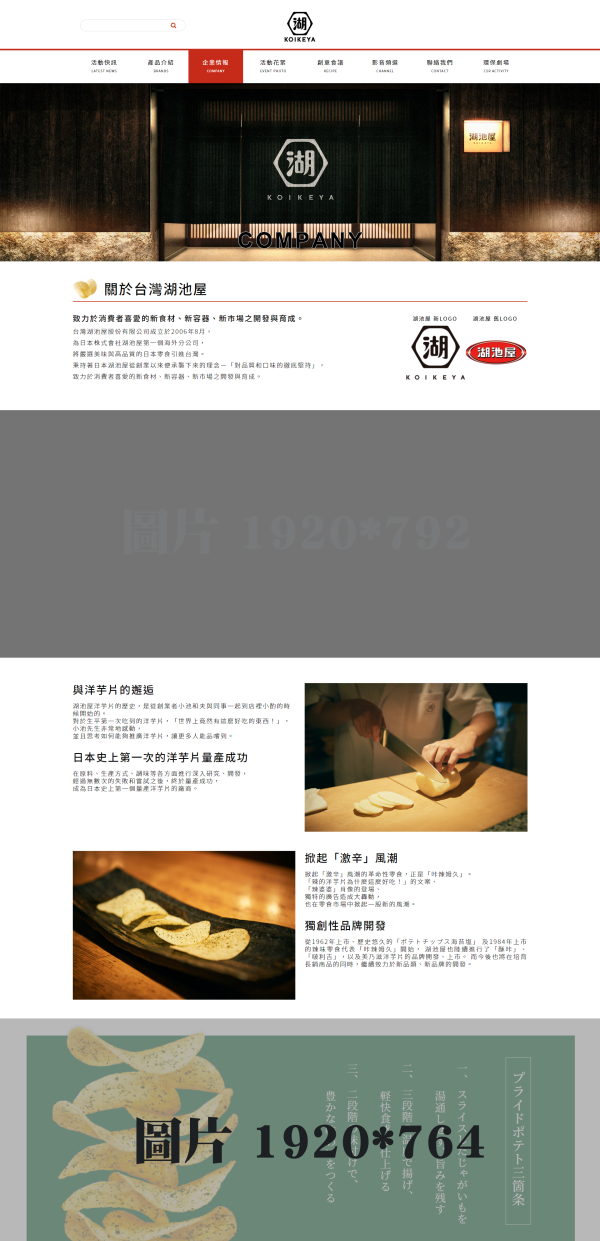 湖
KOIKEYA
活動快訊
LATEST NEWS
產品介紹
BRANDS
企業情報
COMPANY
活動花絮
EVENT PHOTO
創意食譜
RECIPE
影音頻道
CHANNEL
聯絡我們
CONTACT
環保劇場
CSR ACTIVITY
湖
KOIKEYA
湖池屋
COMPANY
關於台灣湖池屋
致力於消費者喜愛的新食材、新容器、新市場之開發與育成。
台灣湖池屋股份有限公司成立於2006年8月。
為日本株式會社湖池屋第一個海外分公司，
將嚴選美味與高品質的日本零食引進台灣。
秉持著日本湖池屋從創業以來便承襲下來的理念—「對品質和口味的徹底堅持」，
致力於消費者喜愛的新食材、新容器、新市場之開發與育成。
湖池屋 新LOGO
湖池屋 舊LOGO
湖
KOIKEYA
湖池屋
圖片 1920*792
與洋芋片的邂逅
湖池屋洋芋片的歷史，是從創業者小池和夫與同事一起到店裡小酌的時
候開始的。
對於生平第一次吃到的洋芋片，「世界上竟然有這麼好吃的東西！」，
小池先生非常地感動，
並且思考如何能夠推廣洋芋片，讓更多人能品嚐到。
日本史上第一次的洋芋片量產成功
在原料、生產方式、調味等各方面進行深入研究、開發，
經過無數次的失敗和嘗試之後，終於量產成功，
成為日本史上第一個量產洋芋片的廠商。
掀起「激辛」風潮
掀起「激辛」風潮的革命性零食，正是「咔辣姆久」。
「辣的洋芋片為什麼這麼好吃！」的文案、
「辣婆婆」肖像的登場、
獨特的廣告造成大轟動，
也在零食市場中掀起一股新的風潮。
獨創性品牌開發
從1962年上市、歷史悠久的「ポテトチップス海苔塩」 及1984年上市
的辣味零食代表「咔辣姆久」開始， 湖池屋也陸續進行了「酥咔」、
「緩利吉」，以及美乃滋洋芋片的品牌開發、上市。 而今後也將在培育
長銷商品的同時，繼續致力於新品類、新品牌的開發。
プライドポテト三箇条
一、スライスしたじゃがいもを
湯通し
旨みを残す
二、三段階
で揚げ、
軽快食
仕上げる
三、二段階
けで、
豊かな
をつくる
圖片 1920*764